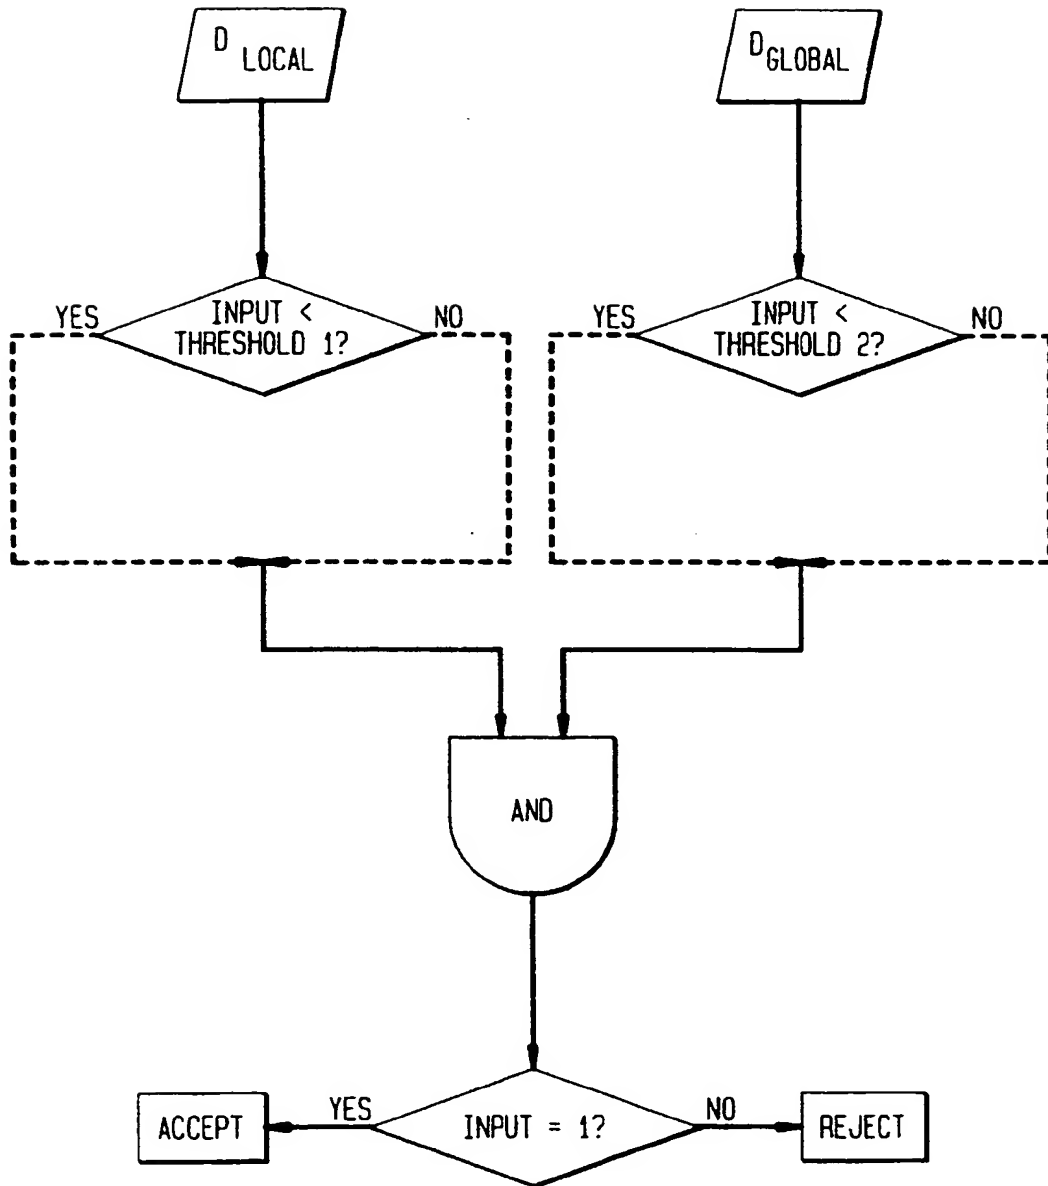 D LOCAL
D GLOBAL
YES
INPUT <
THRESHOLD 1?
NO
YES
INPUT <
THRESHOLD 2?
NO
AND
ACCEPT
YES
INPUT = 1?
NO
REJECT